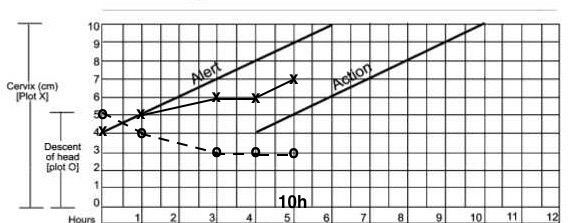 10
9
8
7
6
5
4
3
2
1
0
Cervix (cm)
[Plot X]
Descent
of head
[plot O]
Alert
Action
X
X
X
X
X
O
O
O
O
O
10h
Hours
1
2
3
4
5
6
7
8
9
10
11
12